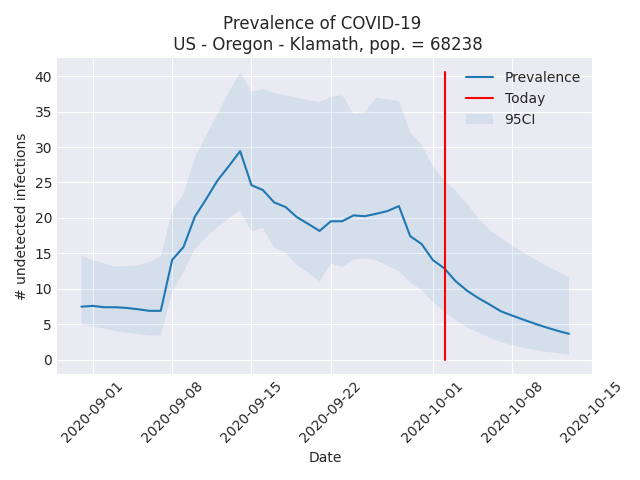 Prevalence of COVID-19
US - Oregon - Klamath, pop. = 68238
# undetected infections
40
35
30
25
20
15
10
5
0
Prevalence
Today
95CI
2020-09-01
2020-09-08
2020-09-15
2020-09-22
2020-10-01
2020-10-08
2020-10-15
Date